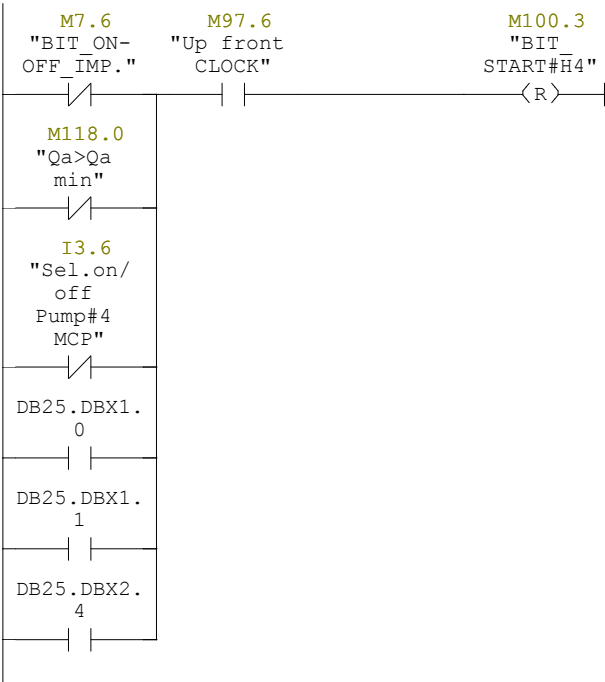 M7.6
"BIT_ON-
OFF_IMP."
M97.6
"Up front
CLOCK"
M100.3
"BIT_
START#H4"
R
M118.0
"Qa>Qa
min"
I3.6
"Sel.on/
off
Pump#4
MCP"
DB25.DBX1.
0
DB25.DBX1.
1
DB25.DBX2.
4